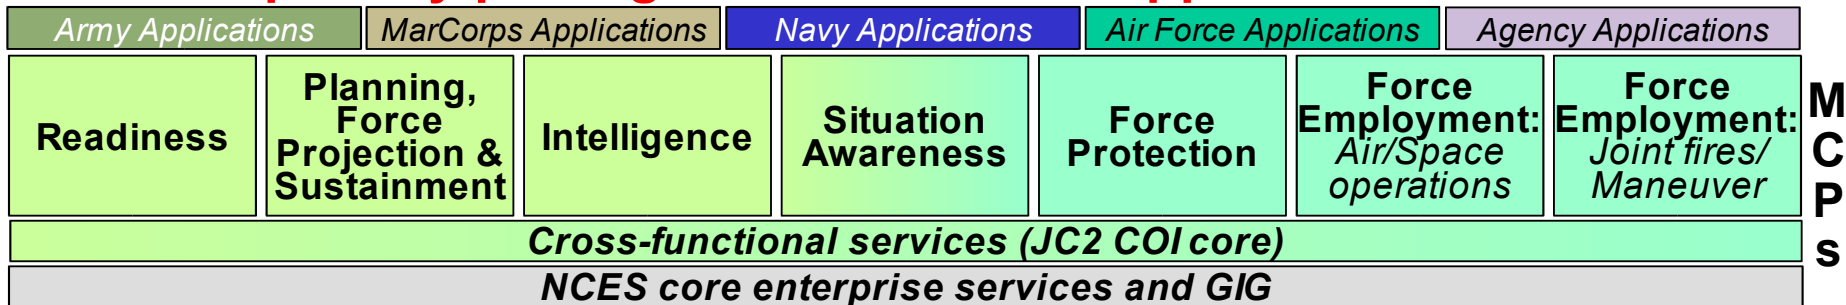 Army Applications
MarCorps Applications
Navy Applications
Air Force Applications
Agency Applications
Readiness
Planning,
Force
Projection &
Sustainment
Intelligence
Situation
Awareness
Force
Protection
Force
Employment:
Air/Space
operations
Force
Employment:
Joint fires/
Maneuver
M
C
P
s
Cross-functional services (JC2 COI core)
NCES core enterprise services and GIG